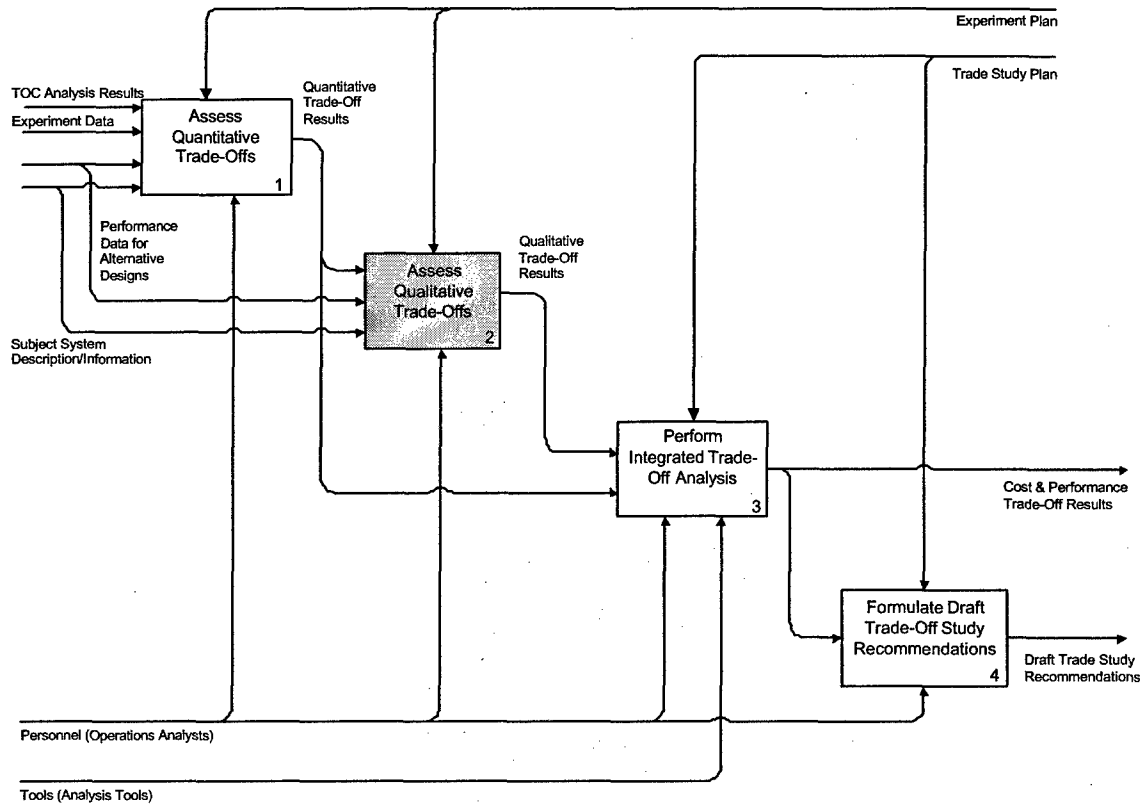 Experiment Plan
Trade Study Plan
TOC Analysis Results
Experiment Data
Assess
Quantitative
Trade-Offs
1
Quantitative
Trade-Off
Results
Performance
Data for
Alternative
Designs
Subject System
Description/Information
Assess
Qualitative
Trade-Offs
2
Qualitative
Trade-Off
Results
Perform
Integrated Trade-
Off Analysis
3
Cost & Performance
Trade-Off Results
Formulate Draft
Trade-Off Study
Recommendations
4
Draft Trade Study
Recommendations
Personnel (Operations Analysts)
Tools (Analysis Tools)